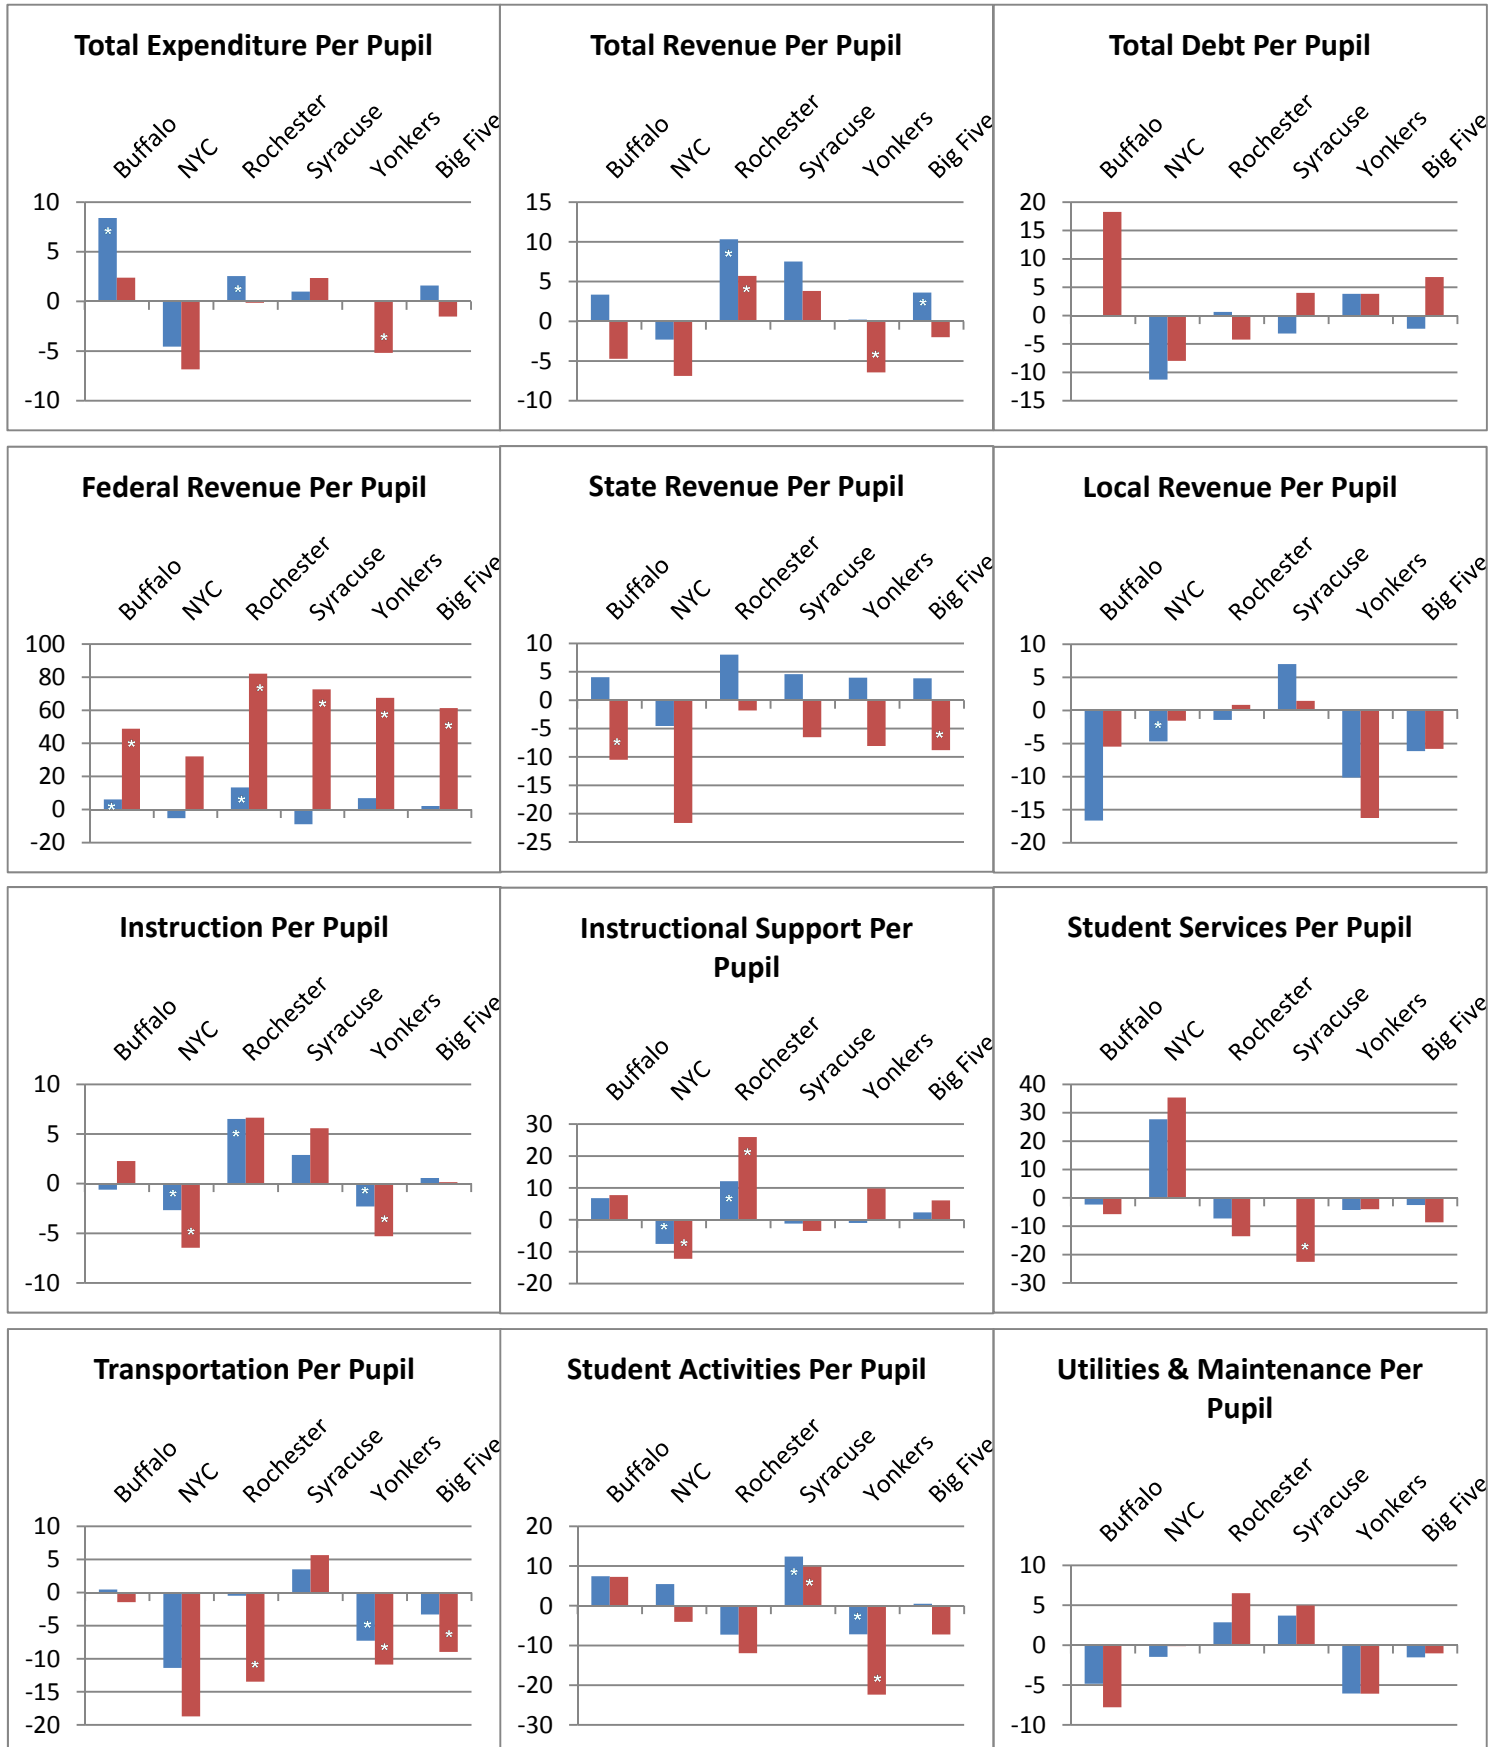 Total Expenditure Per Pupil
Buffalo
NYC
Rochester
Syracuse
Yonkers
Big Five
10
5
0
-5
-10
Total Revenue Per Pupil
Buffalo
NYC
Rochester
Syracuse
Yonkers
Big Five
15
10
5
0
-5
-10
Total Debt Per Pupil
Buffalo
NYC
Rochester
Syracuse
Yonkers
Big Five
20
15
10
5
0
-5
-10
-15
Federal Revenue Per Pupil
Buffalo
NYC
Rochester
Syracuse
Yonkers
Big Five
100
80
60
40
20
0
-20
State Revenue Per Pupil
Buffalo
NYC
Rochester
Syracuse
Yonkers
Big Five
10
5
0
-5
-10
-15
-20
-25
Local Revenue Per Pupil
Buffalo
NYC
Rochester
Syracuse
Yonkers
Big Five
10
5
0
-5
-10
-15
-20
Instruction Per Pupil
Buffalo
NYC
Rochester
Syracuse
Yonkers
Big Five
10
5
0
-5
-10
Instructional Support Per
Pupil
Buffalo
NYC
Rochester
Syracuse
Yonkers
Big Five
30
20
10
0
-10
-20
Student Services Per Pupil
Buffalo
NYC
Rochester
Syracuse
Yonkers
Big Five
40
30
20
10
0
-10
-20
-30
Transportation Per Pupil
Buffalo
NYC
Rochester
Syracuse
Yonkers
Big Five
10
5
0
-5
-10
-15
-20
Student Activities Per Pupil
Buffalo
NYC
Rochester
Syracuse
Yonkers
Big Five
20
10
0
-10
-20
-30
Utilities & Maintenance Per
Pupil
Buffalo
NYC
Rochester
Syracuse
Yonkers
Big Five
10
5
0
-5
-10